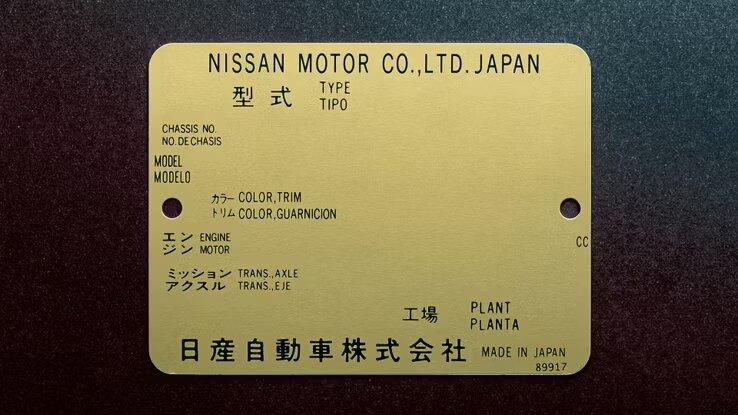 NISSAN MOTOR CO.,LTD. JAPAN
型式 TYPE
TIPO
CHASSIS NO.
NO. DE CHASIS
MODEL
MODELO
カラー COLOR,TRIM
トリム COLOR,GUARNICION
エン ENGINE
ジン MOTOR
CC
ミッション TRANS.,AXLE
アクスル TRANS.,EJE
工場 PLANT
PLANTA
日産自動車株式会社 MADE IN JAPAN
89917